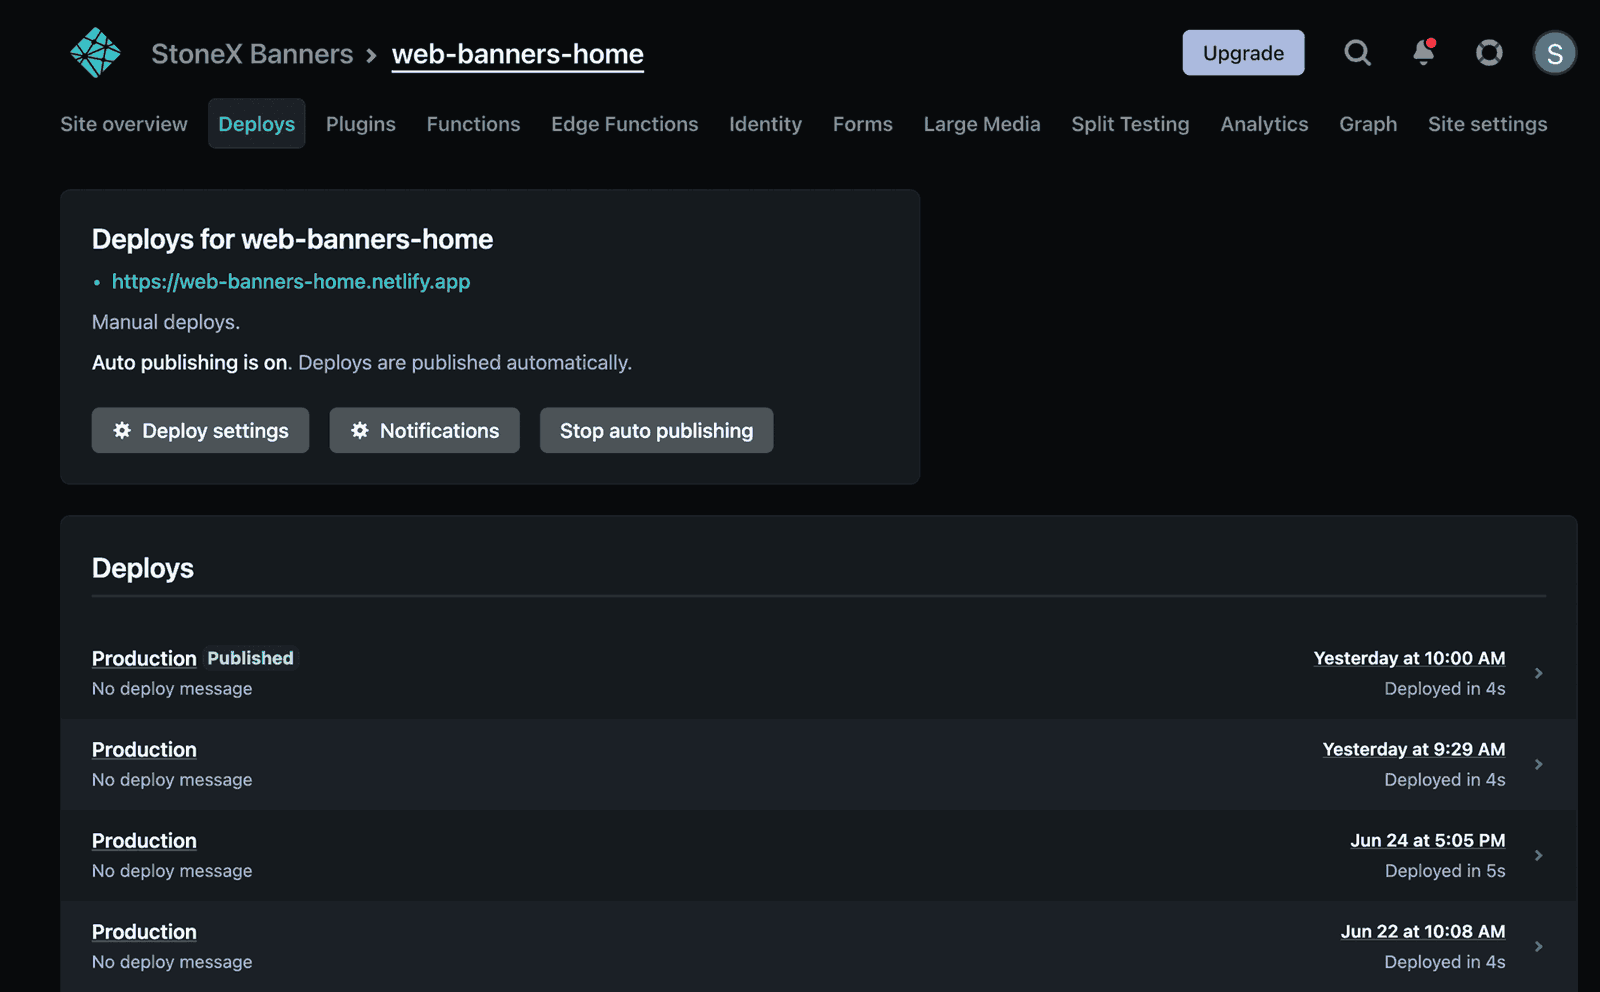 StoneX Banners > web-banners-home
Upgrade
S
Site overview Deploys Plugins Functions Edge Functions Identity Forms Large Media Split Testing Analytics Graph Site settings
Deploys for web-banners-home
• https://web-banners-home.netlify.app
Manual deploys.
Auto publishing is on. Deploys are published automatically.
Deploy settings Notifications Stop auto publishing
Deploys
Production Published Yesterday at 10:00 AM
No deploy message Deployed in 4s
Production Yesterday at 9:29 AM
No deploy message Deployed in 4s
Production Jun 24 at 5:05 PM
No deploy message Deployed in 5s
Production Jun 22 at 10:08 AM
No deploy message Deployed in 4s